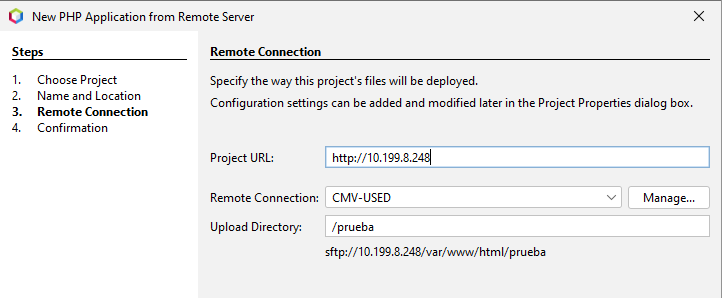 New PHP Application from Remote Server
Steps
1. Choose Project
2. Name and Location
3. Remote Connection
4. Confirmation
Remote Connection
Specify the way this project's files will be deployed.
Configuration settings can be added and modified later in the Project Properties dialog box.
Project URL: http://10.199.8.248
Remote Connection: CMV-USED Manage...
Upload Directory: /prueba
sftp://10.199.8.248/var/www/html/prueba